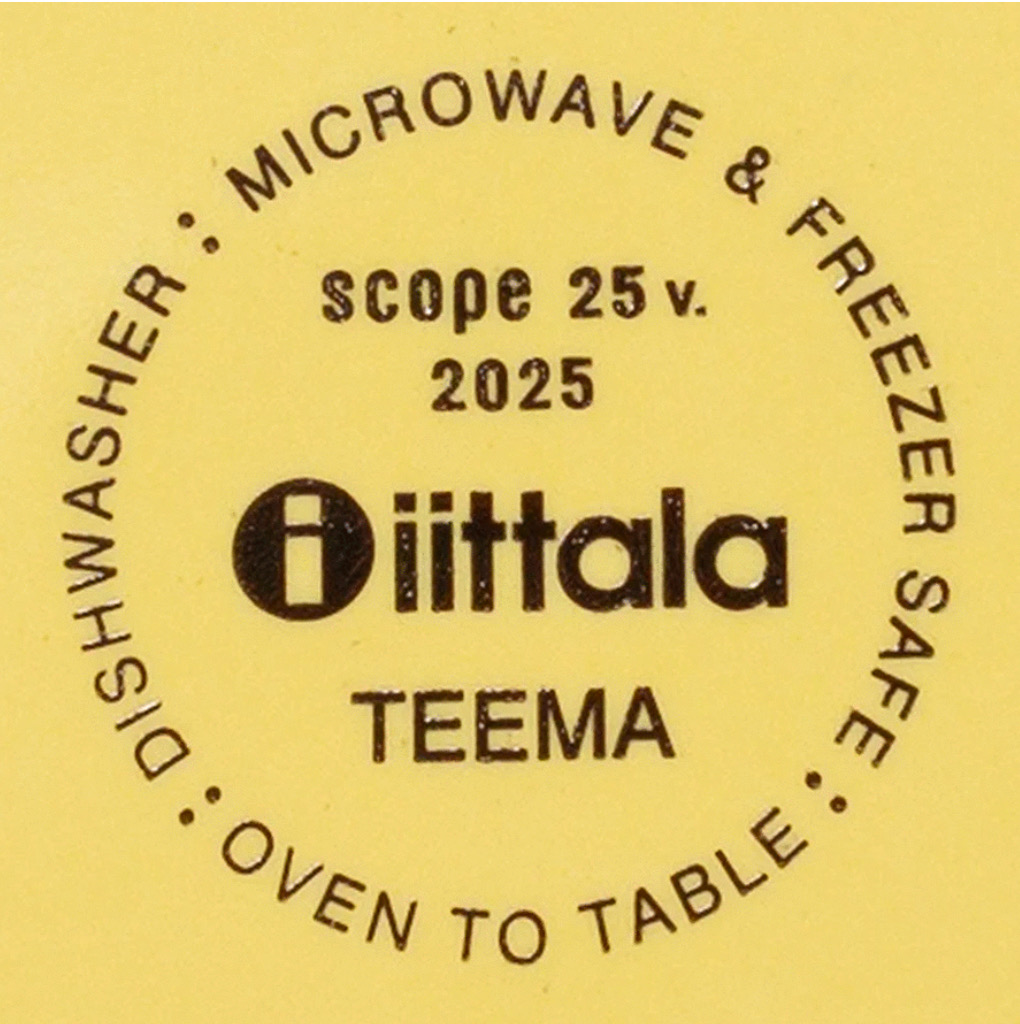 DISHWASHER : MICROWAVE & FREEZER SAFE : OVEN TO TABLE :
scope 25 v.
2025
i iittala
TEEMA